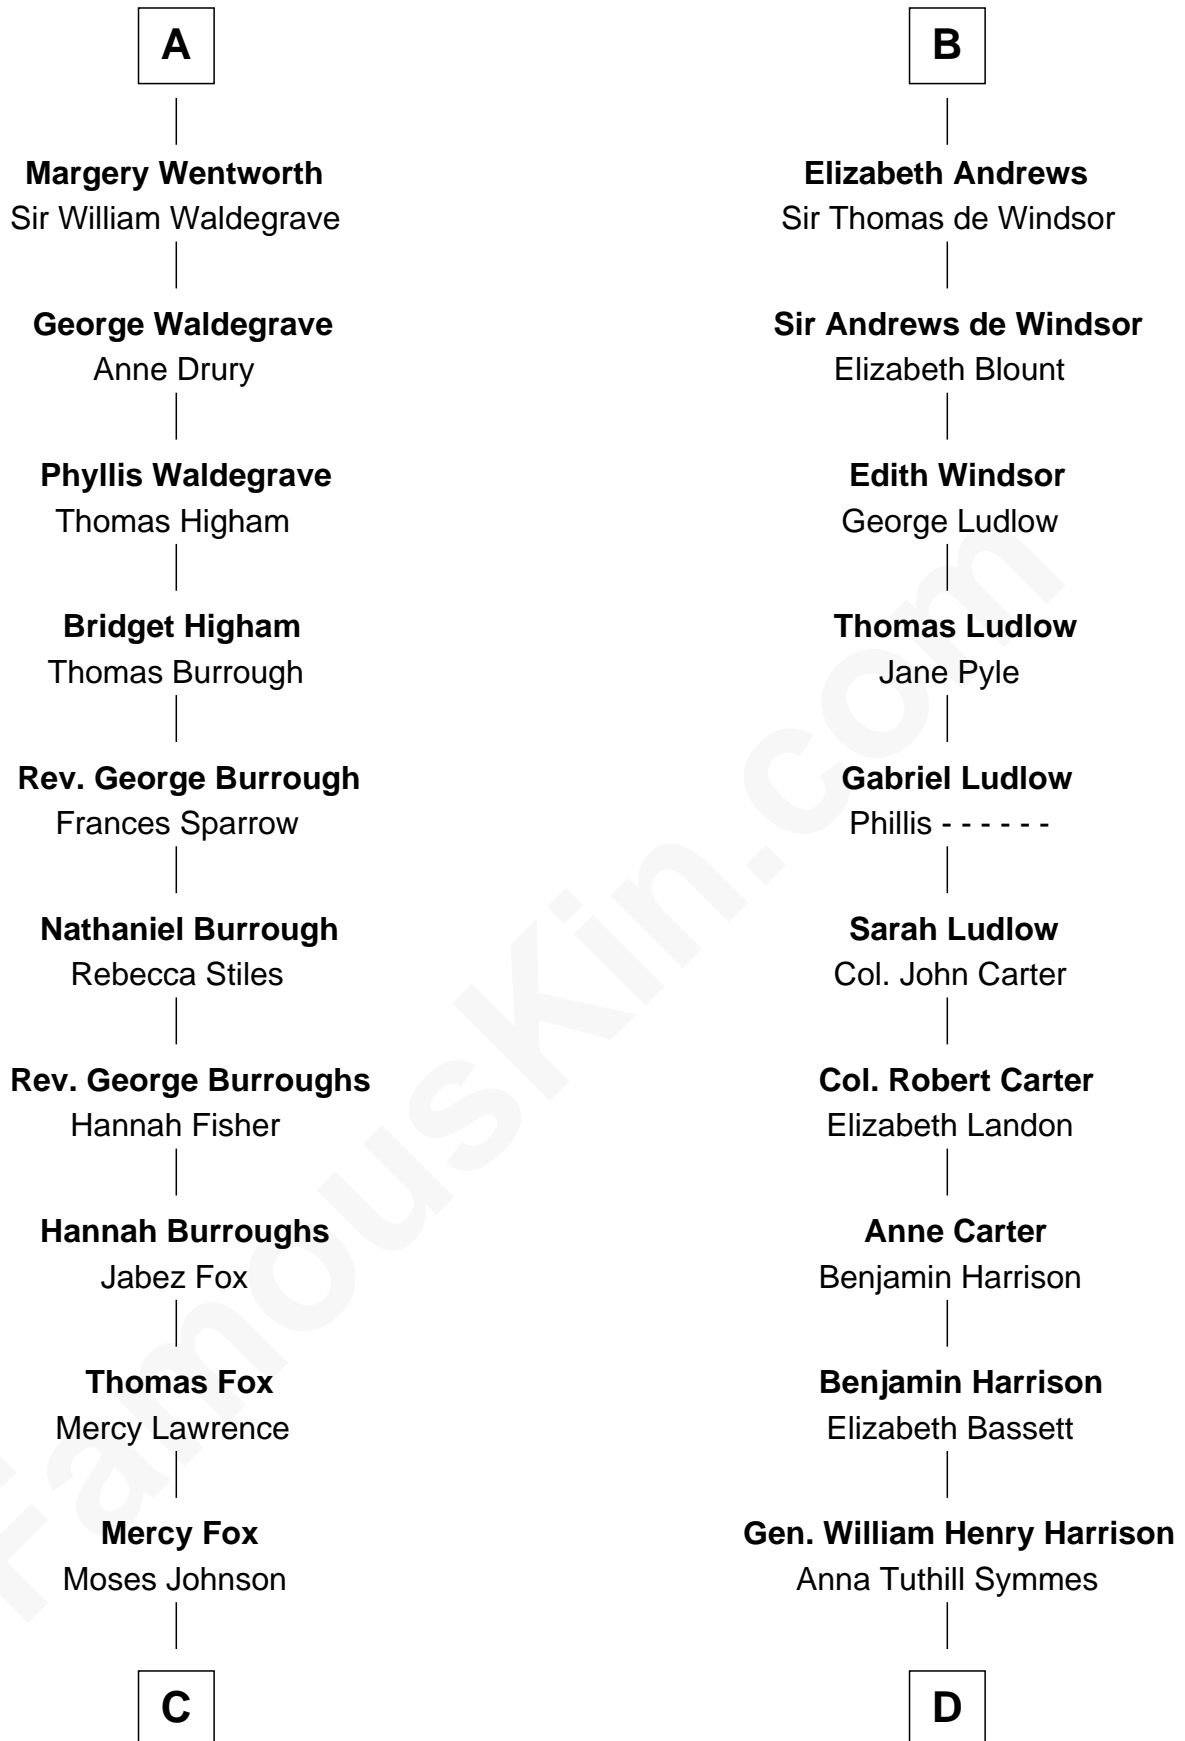 A
Margery Wentworth
Sir William Waldegrave
George Waldegrave
Anne Drury
Phyllis Waldegrave
Thomas Higham
Bridget Higham
Thomas Burrough
Rev. George Burrough
Frances Sparrow
Nathaniel Burrough
Rebecca Stiles
Rev. George Burroughs
Hannah Fisher
Hannah Burroughs
Jabez Fox
Thomas Fox
Mercy Lawrence
Mercy Fox
Moses Johnson
C
B
Elizabeth Andrews
Sir Thomas de Windsor
Sir Andrews de Windsor
Elizabeth Blount
Edith Windsor
George Ludlow
Thomas Ludlow
Jane Pyle
Gabriel Ludlow
Phillis - - - - - -
Sarah Ludlow
Col. John Carter
Col. Robert Carter
Elizabeth Landon
Anne Carter
Benjamin Harrison
Benjamin Harrison
Elizabeth Bassett
Gen. William Henry Harrison
Anna Tuthill Symmes
D
FamousKin.com